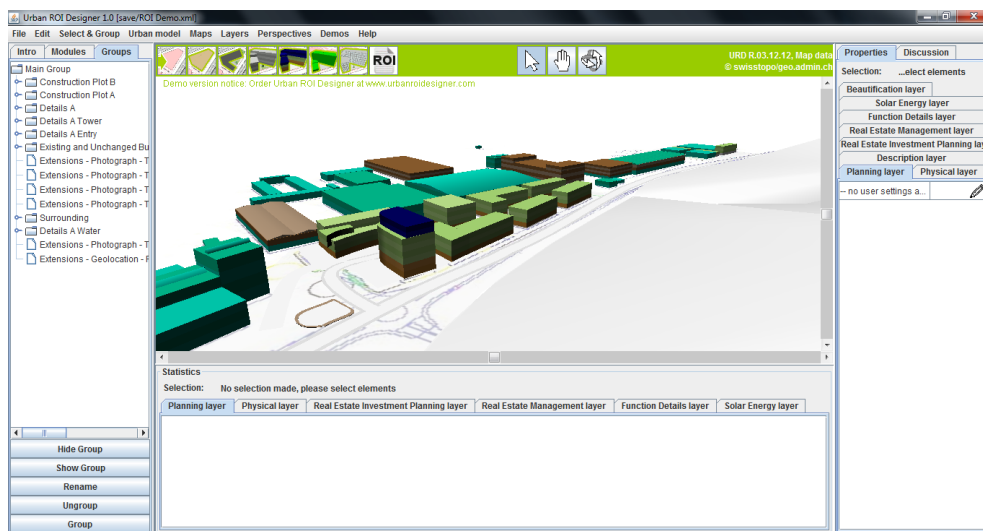 Urban ROI Designer 1.0 [save/ROI Demo.xml]
File Edit Select & Group Urban model Maps Layers Perspectives Demos Help
Intro Modules Groups
Main Group
Construction Plot B
Construction Plot A
Details A
Details A Tower
Details A Entry
Existing and Unchanged Bu
Extensions - Photograph - T
Extensions - Photograph - T
Extensions - Photograph - T
Extensions - Photograph - T
Surrounding
Details A Water
Extensions - Photograph - T
Extensions - Geolocation - F
Hide Group
Show Group
Rename
Ungroup
Group
ROI
URD R.03.12.12, Map data
© swisstopo/geo.admin.ch
Demo version notice: Order Urban ROI Designer at www.urbanroidesigner.com
Statistics
Selection: No selection made, please select elements
Planning layer Physical layer Real Estate Investment Planning layer Real Estate Management layer Function Details layer Solar Energy layer
Properties Discussion
Selection: ...elect elements
Beautification layer
Solar Energy layer
Function Details layer
Real Estate Management layer
Real Estate Investment Planning lay
Description layer
Planning layer Physical layer
-- no user settings a...